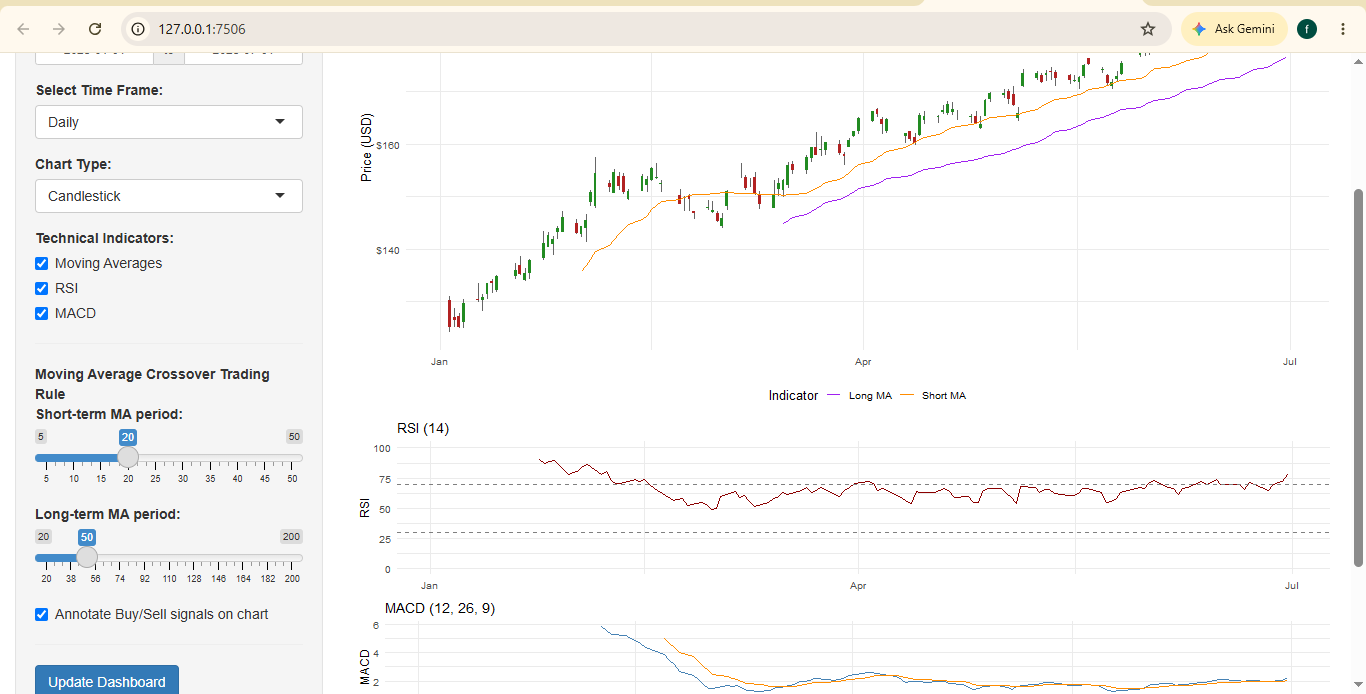 127.0.0.1:7506
Ask Gemini
f
Select Time Frame:
Daily
Chart Type:
Candlestick
Technical Indicators:
Moving Averages
RSI
MACD
Moving Average Crossover Trading
Rule
Short-term MA period:
5 20 50
5 10 15 20 25 30 35 40 45 50
Long-term MA period:
20 50 200
20 38 56 74 92 110 128 146 164 182 200
Annotate Buy/Sell signals on chart
Update Dashboard
Price (USD)
$160
$140
Jan Apr Jul
Indicator Long MA Short MA
RSI (14)
RSI
100
75
50
25
0
Jan Apr Jul
MACD (12, 26, 9)
MACD
6
4
2